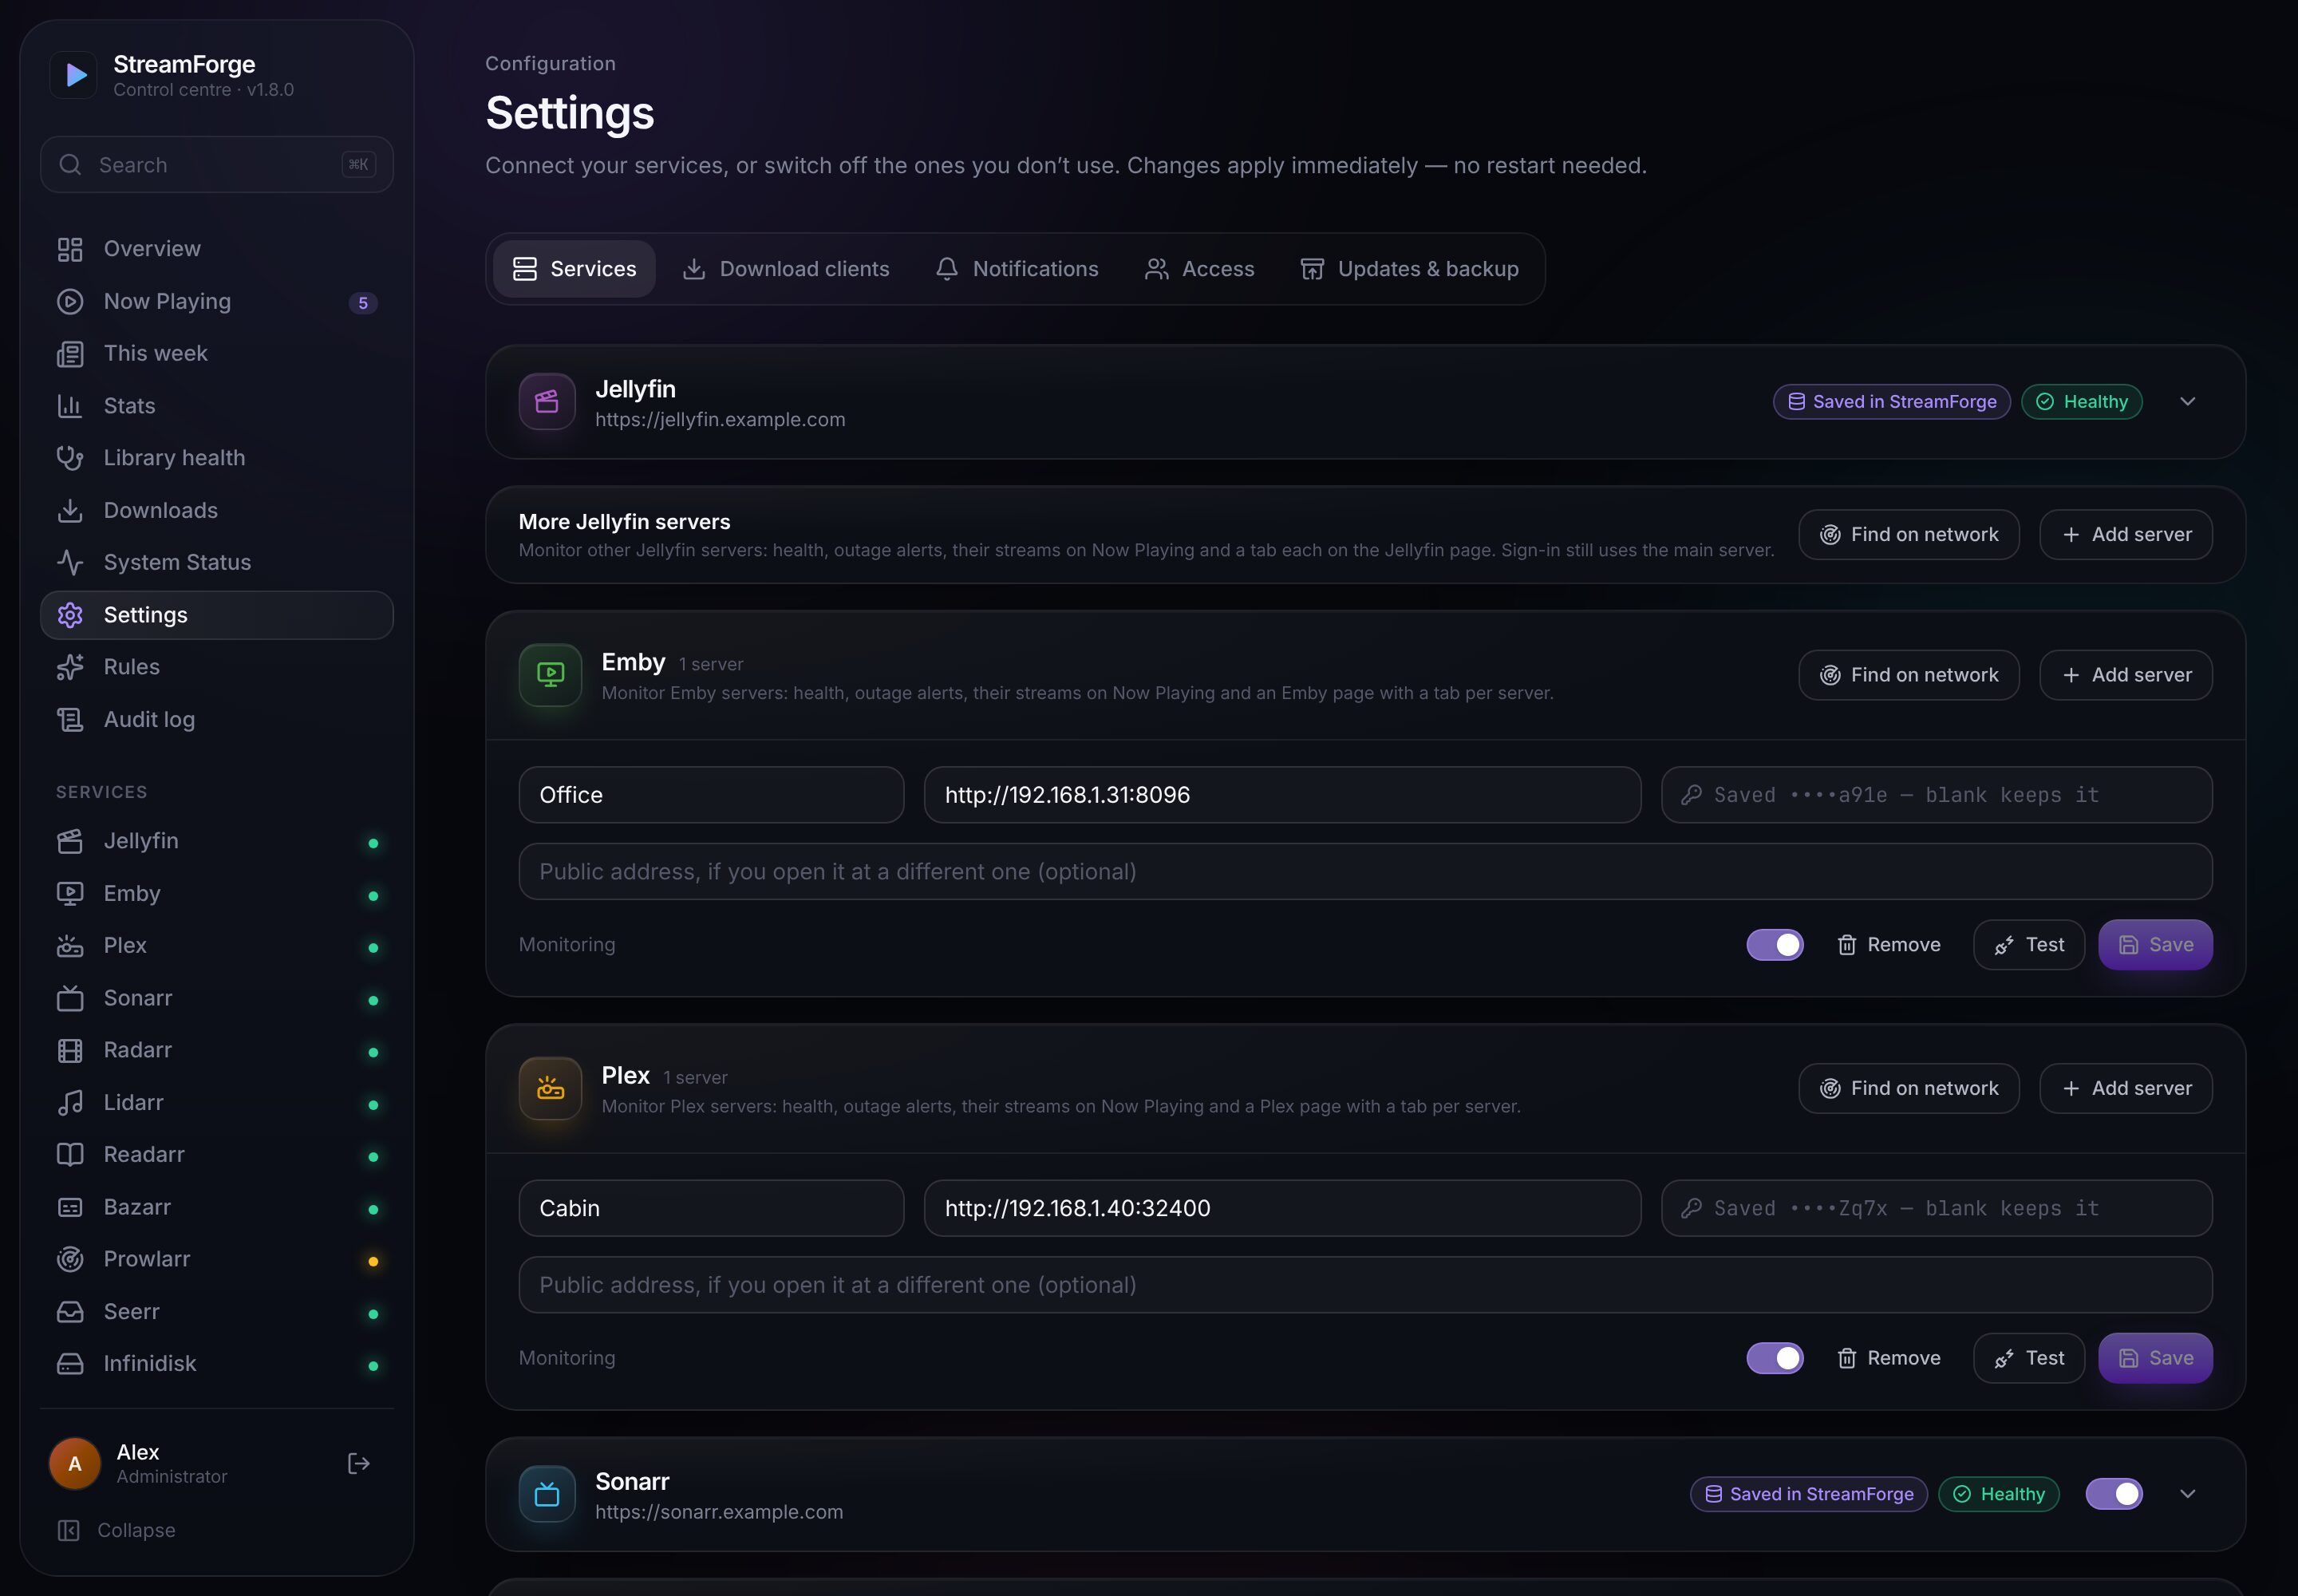 StreamForge
Control centre · v1.8.0
Search ⌘K
Overview
Now Playing 5
This week
Stats
Library health
Downloads
System Status
Settings
Rules
Audit log
SERVICES
Jellyfin
Emby
Plex
Sonarr
Radarr
Lidarr
Readarr
Bazarr
Prowlarr
Seerr
Infinidisk
A
Alex
Administrator
Collapse
Configuration
Settings
Connect your services, or switch off the ones you don’t use. Changes apply immediately — no restart needed.
Services Download clients Notifications Access Updates & backup
Jellyfin
https://jellyfin.example.com
Saved in StreamForge Healthy
More Jellyfin servers
Monitor other Jellyfin servers: health, outage alerts, their streams on Now Playing and a tab each on the Jellyfin page. Sign-in still uses the main server.
Find on network Add server
Emby 1 server
Monitor Emby servers: health, outage alerts, their streams on Now Playing and an Emby page with a tab per server.
Find on network Add server
Office http://192.168.1.31:8096 Saved ••••a91e — blank keeps it
Public address, if you open it at a different one (optional)
Monitoring Remove Test Save
Plex 1 server
Monitor Plex servers: health, outage alerts, their streams on Now Playing and a Plex page with a tab per server.
Find on network Add server
Cabin http://192.168.1.40:32400 Saved ••••Zq7x — blank keeps it
Public address, if you open it at a different one (optional)
Monitoring Remove Test Save
Sonarr
https://sonarr.example.com
Saved in StreamForge Healthy